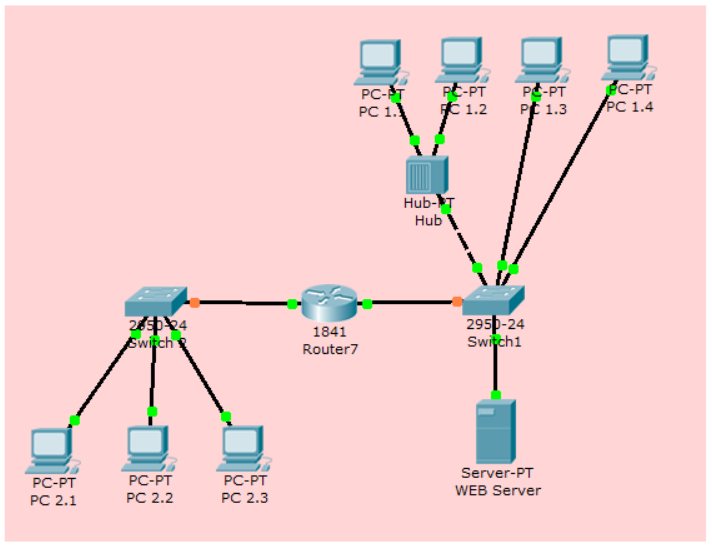 PC-PT
PC 1.1
PC-PT
PC 1.2
PC-PT
PC 1.3
PC-PT
PC 1.4
Hub-PT
Hub
2950-24
Switch 2
1841
Router7
2950-24
Switch1
PC-PT
PC 2.1
PC-PT
PC 2.2
PC-PT
PC 2.3
Server-PT
WEB Server